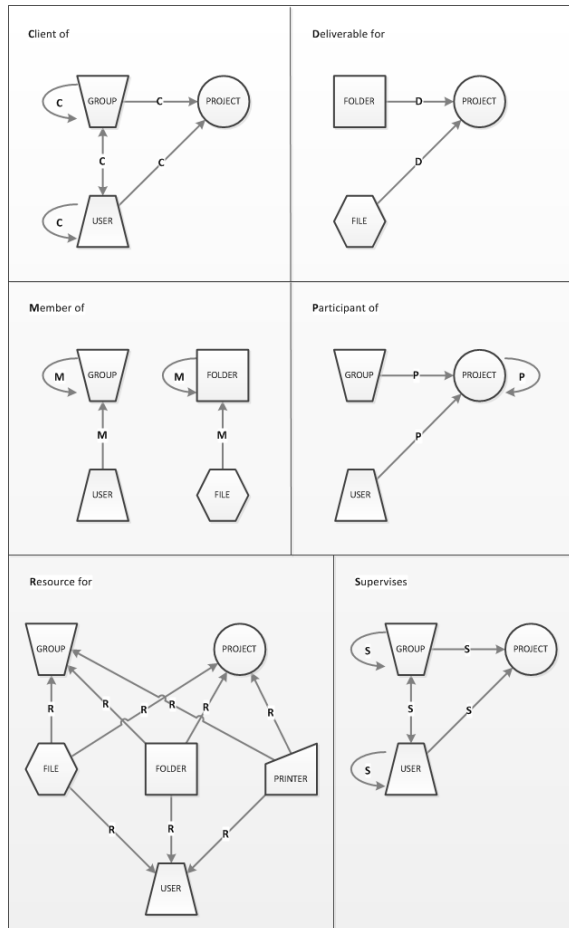 Client of
GROUP
C
PROJECT
C
C
C
USER
C
Deliverable for
FOLDER
D
PROJECT
D
FILE
Member of
GROUP
M
M
USER
FOLDER
M
M
FILE
Participant of
GROUP
P
PROJECT
P
P
USER
Resource for
GROUP
PROJECT
R
R
R
R
R
R
FILE
FOLDER
PRINTER
R
R
R
USER
Supervises
GROUP
S
PROJECT
S
S
S
USER
S